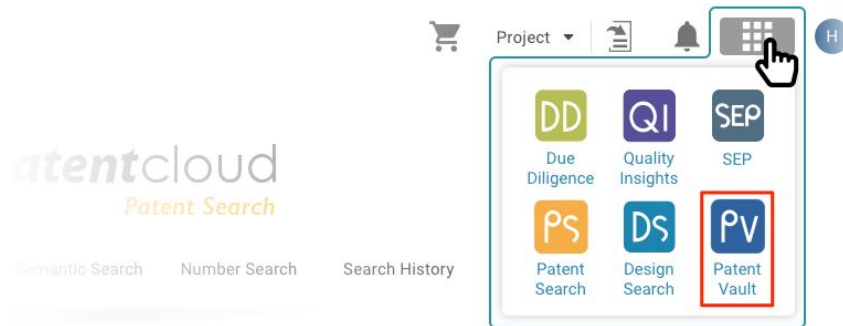 Project
H
DD
QI
SEP
Due
Diligence
Quality
Insights
SEP
atentcloud
Patent Search
PS
DS
PV
Patent
Search
Design
Search
Patent
Vault
Semantic Search
Number Search
Search History